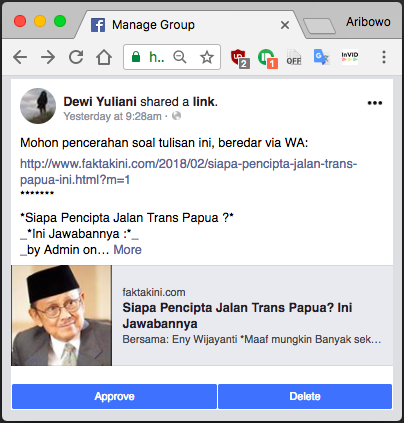 Manage Group
Aribowo
h...
2
1
OFF
InVID
Dewi Yuliani shared a link.
Yesterday at 9:28am ·
Mohon pencerahan soal tulisan ini, beredar via WA:
http://www.faktakini.com/2018/02/siapa-pencipta-jalan-trans-
papua-ini.html?m=1
*******
*Siapa Pencipta Jalan Trans Papua ?*
_*Ini Jawabannya :*_
_by Admin on… More
faktakini.com
Siapa Pencipta Jalan Trans Papua? Ini
Jawabannya
Bersama: Eny Wijayanti *Maaf mungkin Banyak sek…
Approve
Delete